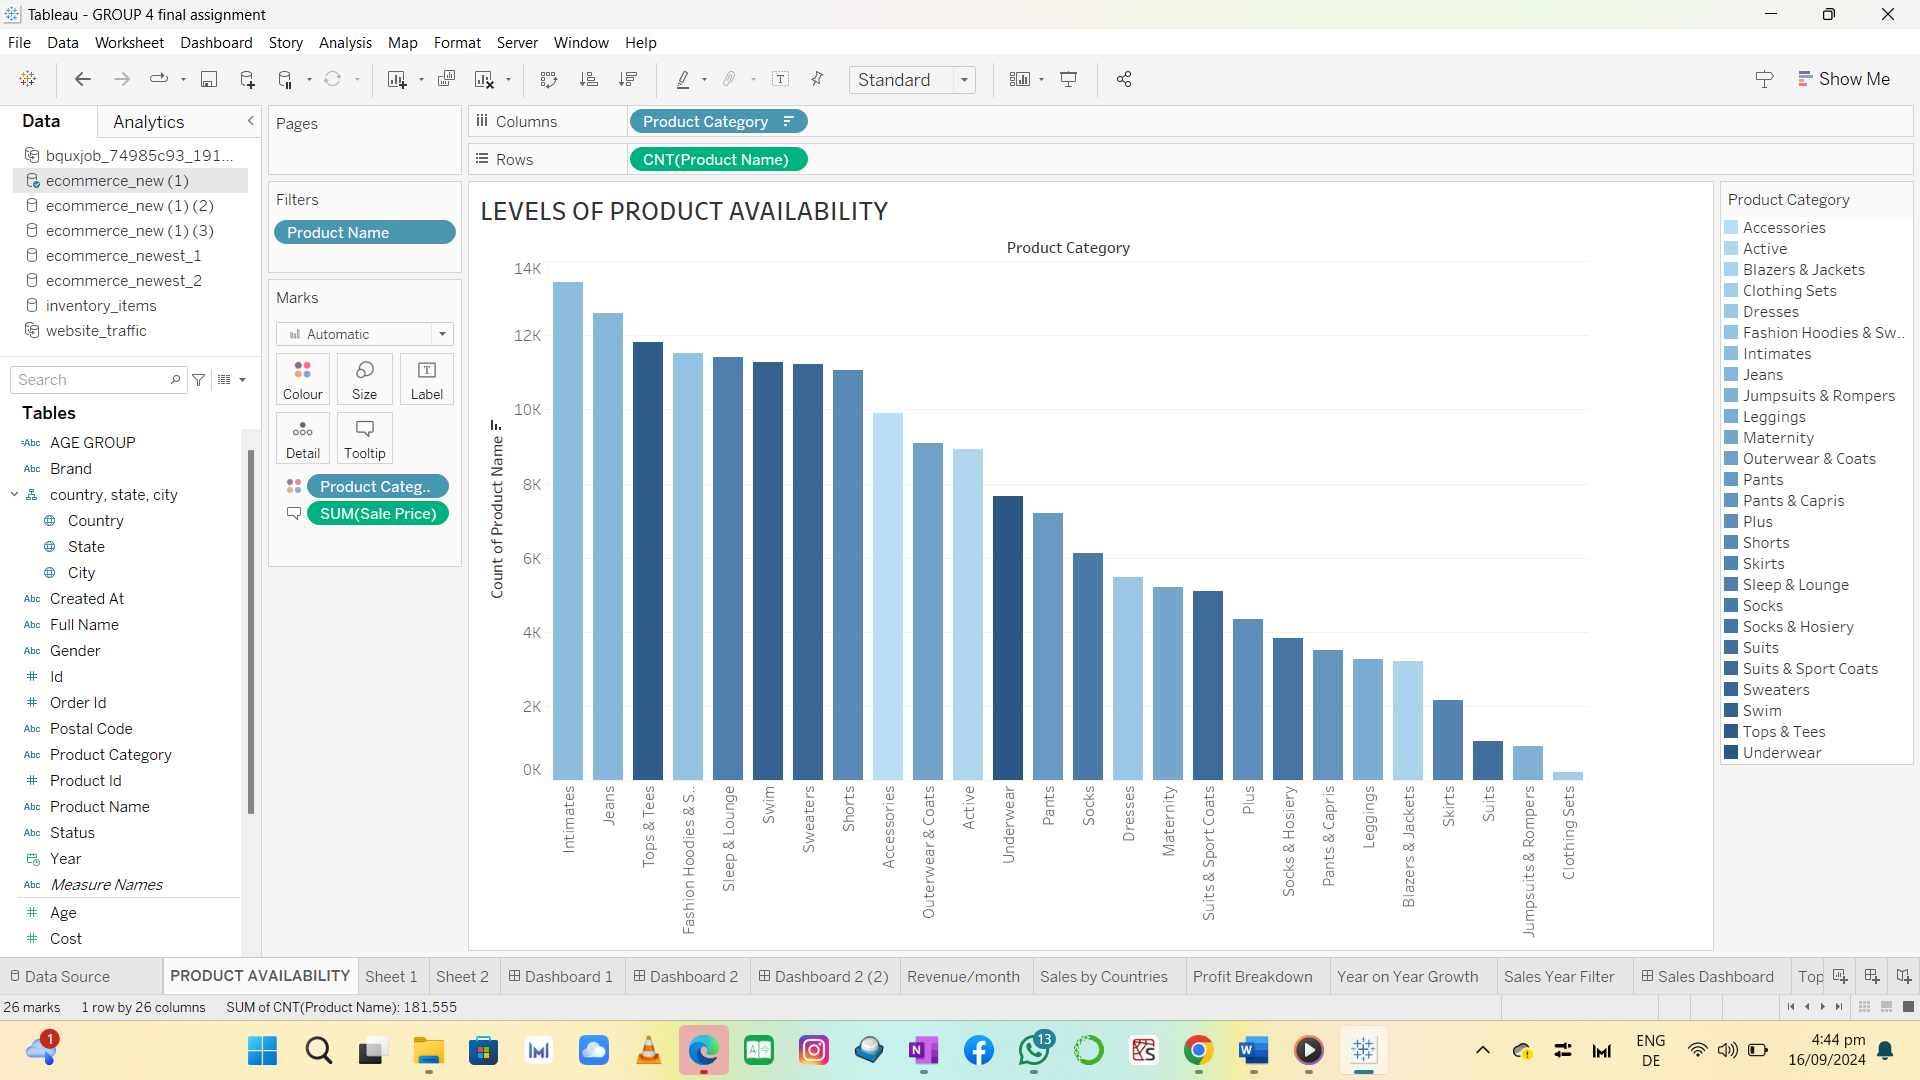 Tableau - GROUP 4 final assignment
File Data Worksheet Dashboard Story Analysis Map Format Server Window Help
Standard
Show Me
Data Analytics
bquxjob_74985c93_191...
ecommerce_new (1)
ecommerce_new (1) (2)
ecommerce_new (1) (3)
ecommerce_newest_1
ecommerce_newest_2
inventory_items
website_traffic
Search
Tables
=Abc AGE GROUP
Abc Brand
country, state, city
Country
State
City
Abc Created At
Abc Full Name
Abc Gender
# Id
# Order Id
Abc Postal Code
Abc Product Category
# Product Id
Abc Product Name
Abc Status
Year
Abc Measure Names
# Age
# Cost
Pages
Filters
Product Name
Marks
Automatic
Colour Size Label
Detail Tooltip
Product Categ..
SUM(Sale Price)
Columns Product Category
Rows CNT(Product Name)
LEVELS OF PRODUCT AVAILABILITY
Product Category
Count of Product Name
14K
12K
10K
8K
6K
4K
2K
0K
Intimates
Jeans
Tops & Tees
Fashion Hoodies & S..
Sleep & Lounge
Swim
Sweaters
Shorts
Accessories
Outerwear & Coats
Active
Underwear
Pants
Socks
Dresses
Maternity
Suits & Sport Coats
Plus
Socks & Hosiery
Pants & Capris
Leggings
Blazers & Jackets
Skirts
Suits
Jumpsuits & Rompers
Clothing Sets
Product Category
Accessories
Active
Blazers & Jackets
Clothing Sets
Dresses
Fashion Hoodies & Sw..
Intimates
Jeans
Jumpsuits & Rompers
Leggings
Maternity
Outerwear & Coats
Pants
Pants & Capris
Plus
Shorts
Skirts
Sleep & Lounge
Socks
Socks & Hosiery
Suits
Suits & Sport Coats
Sweaters
Swim
Tops & Tees
Underwear
Data Source PRODUCT AVAILABILITY Sheet 1 Sheet 2 Dashboard 1 Dashboard 2 Dashboard 2 (2) Revenue/month Sales by Countries Profit Breakdown Year on Year Growth Sales Year Filter Sales Dashboard Top
26 marks 1 row by 26 columns SUM of CNT(Product Name): 181,555
1
13
ENG
DE
4:44 pm
16/09/2024